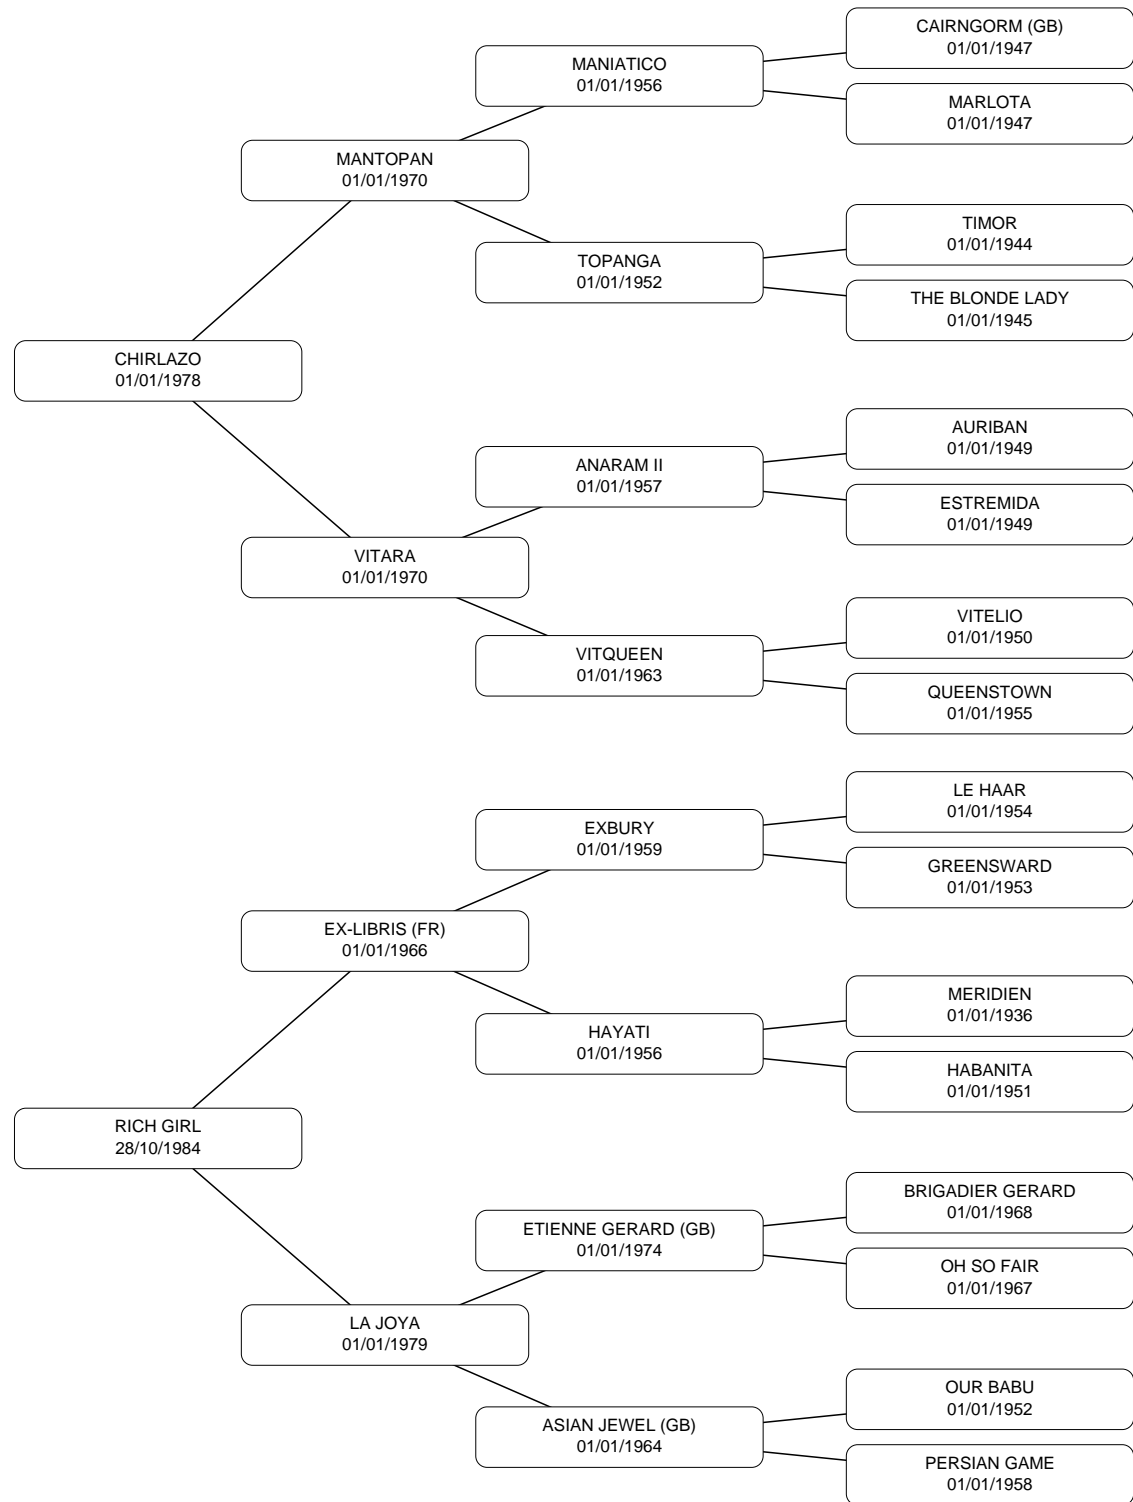 CAIRNGORM (GB)
01/01/1947
MANIATICO
01/01/1956
MARLOTA
01/01/1947
MANTOPAN
01/01/1970
TIMOR
01/01/1944
TOPANGA
01/01/1952
THE BLONDE LADY
01/01/1945
CHIRLAZO
01/01/1978
AURIBAN
01/01/1949
ANARAM II
01/01/1957
ESTREMIDA
01/01/1949
VITARA
01/01/1970
VITELIO
01/01/1950
VITQUEEN
01/01/1963
QUEENSTOWN
01/01/1955
LE HAAR
01/01/1954
EXBURY
01/01/1959
GREENSWARD
01/01/1953
EX-LIBRIS (FR)
01/01/1966
MERIDIEN
01/01/1936
HAYATI
01/01/1956
HABANITA
01/01/1951
RICH GIRL
28/10/1984
BRIGADIER GERARD
01/01/1968
ETIENNE GERARD (GB)
01/01/1974
OH SO FAIR
01/01/1967
LA JOYA
01/01/1979
OUR BABU
01/01/1952
ASIAN JEWEL (GB)
01/01/1964
PERSIAN GAME
01/01/1958